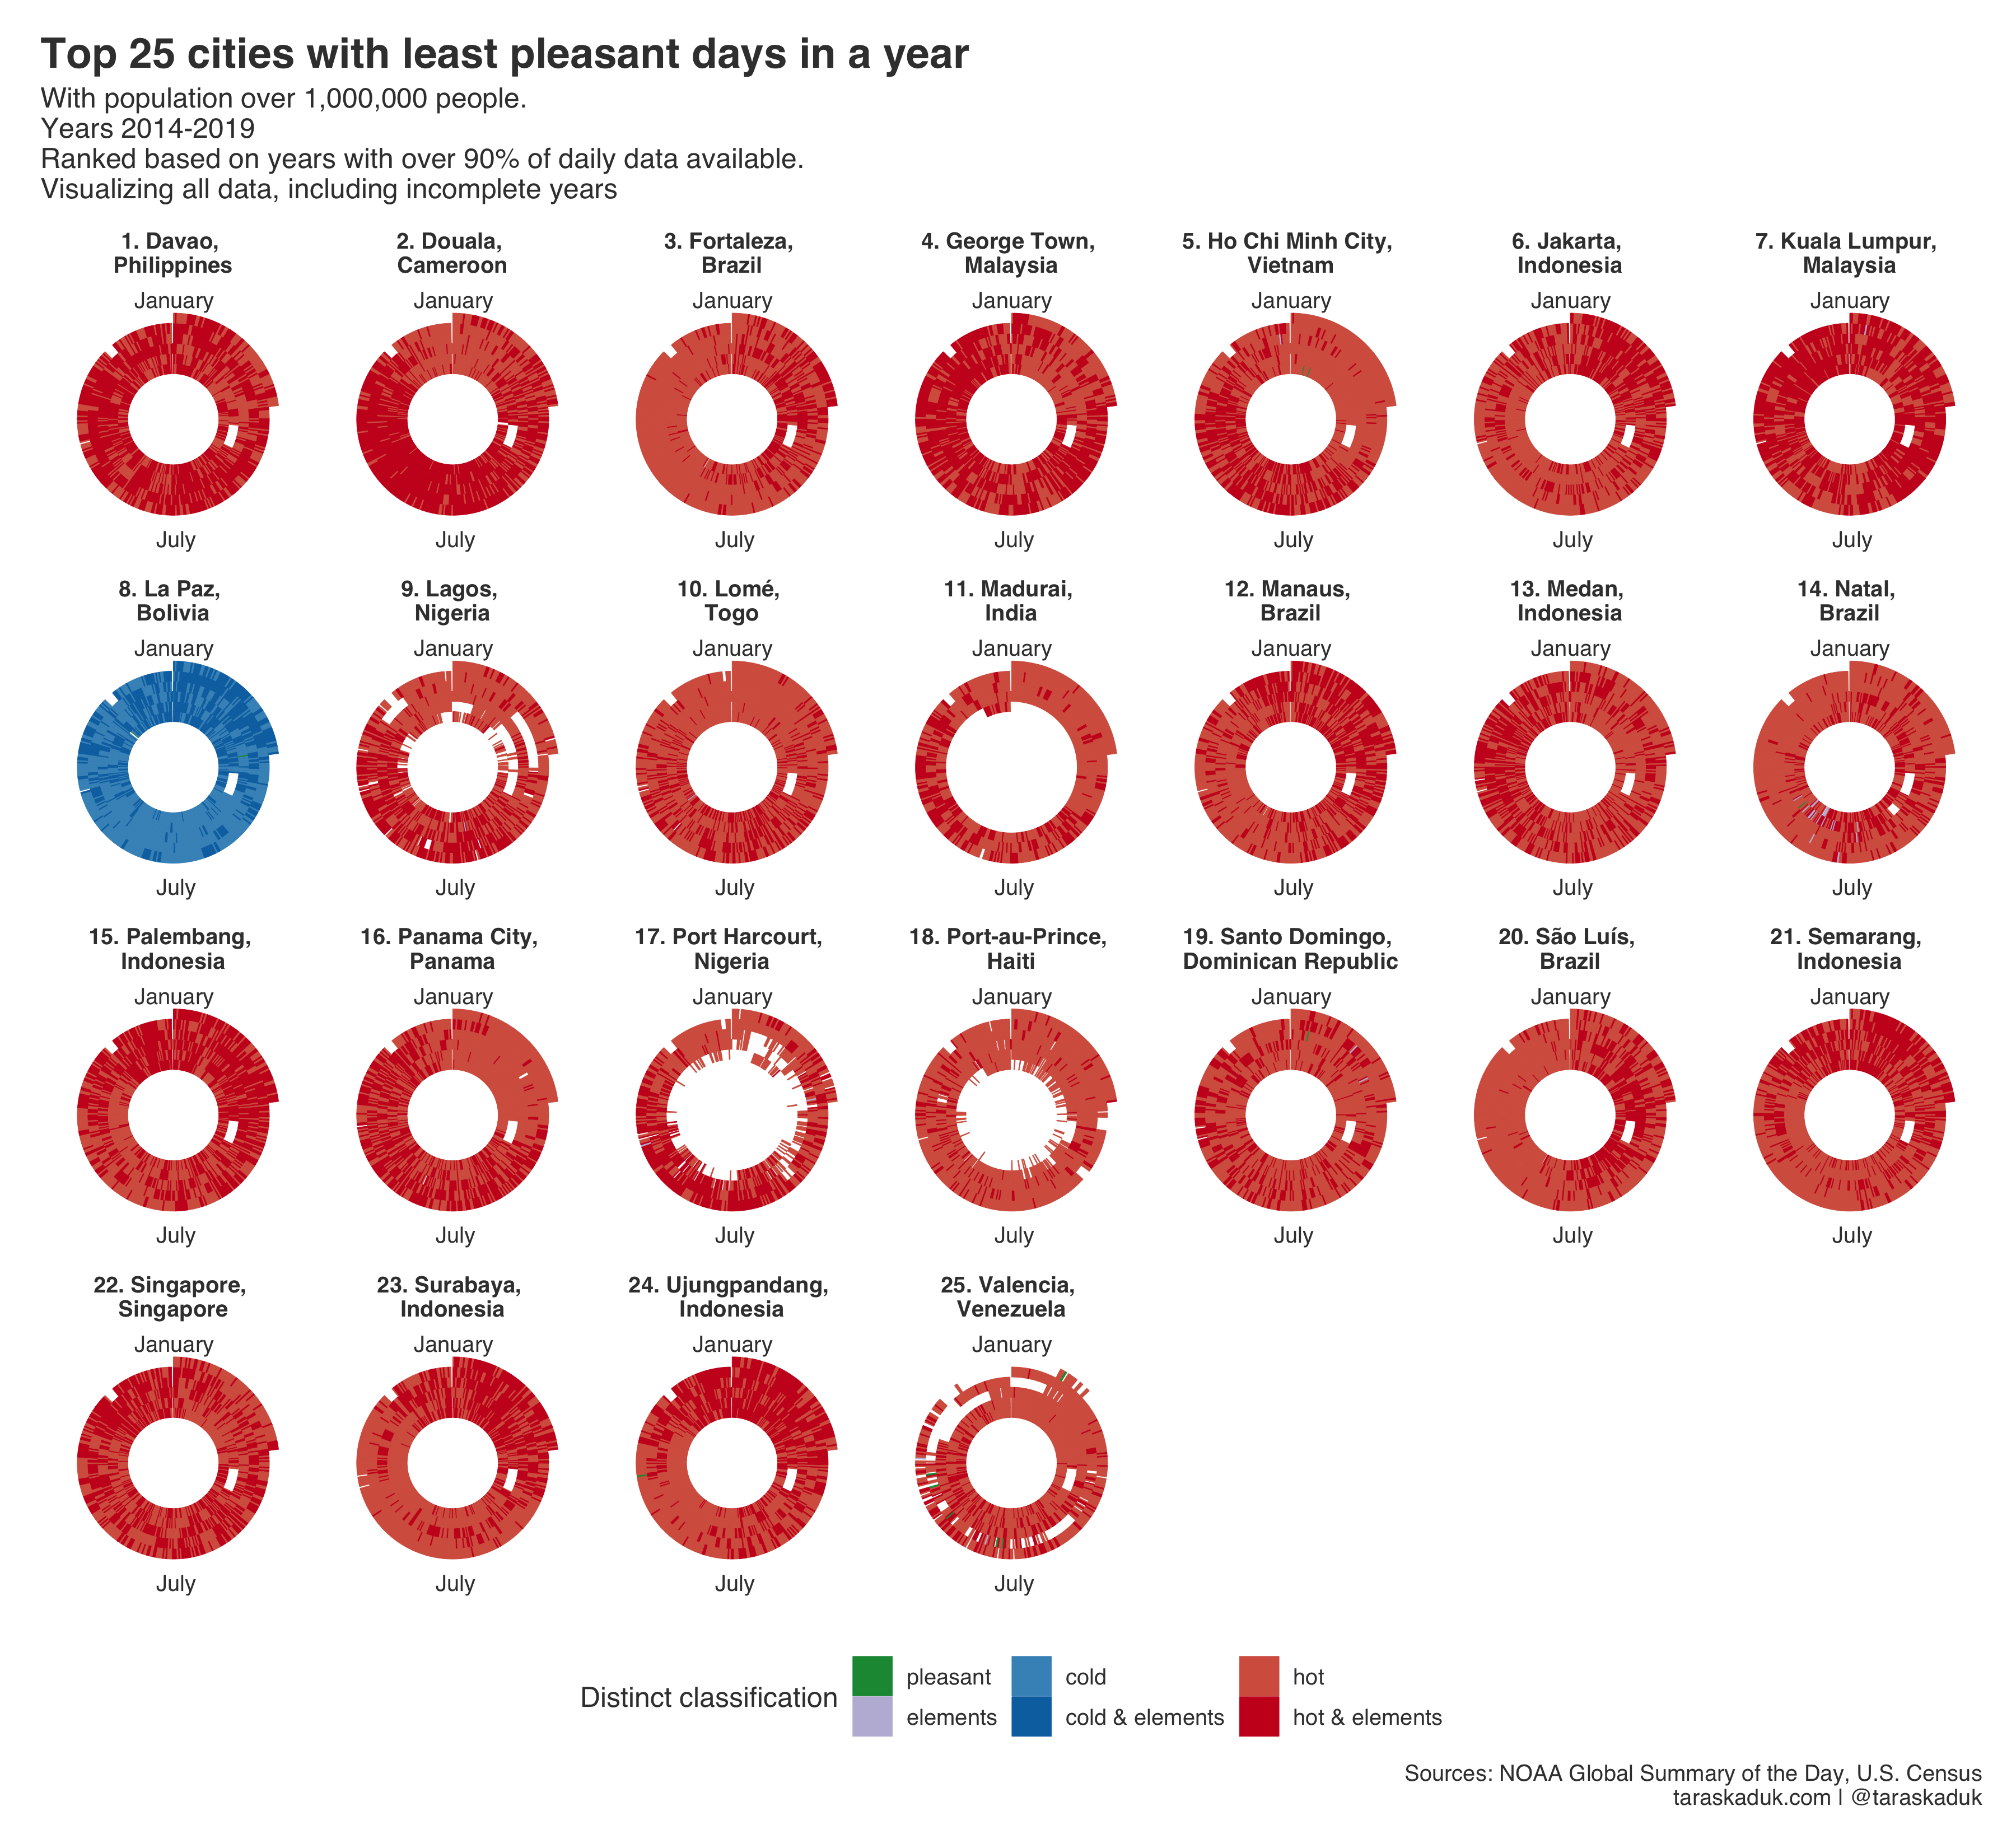 Top 25 cities with least pleasant days in a year
With population over 1,000,000 people.
Years 2014-2019
Ranked based on years with over 90% of daily data available.
Visualizing all data, including incomplete years
1. Davao,
Philippines
January
July
2. Douala,
Cameroon
January
July
3. Fortaleza,
Brazil
January
July
4. George Town,
Malaysia
January
July
5. Ho Chi Minh City,
Vietnam
January
July
6. Jakarta,
Indonesia
January
July
7. Kuala Lumpur,
Malaysia
January
July
8. La Paz,
Bolivia
January
July
9. Lagos,
Nigeria
January
July
10. Lomé,
Togo
January
July
11. Madurai,
India
January
July
12. Manaus,
Brazil
January
July
13. Medan,
Indonesia
January
July
14. Natal,
Brazil
January
July
15. Palembang,
Indonesia
January
July
16. Panama City,
Panama
January
July
17. Port Harcourt,
Nigeria
January
July
18. Port-au-Prince,
Haiti
January
July
19. Santo Domingo,
Dominican Republic
January
July
20. São Luís,
Brazil
January
July
21. Semarang,
Indonesia
January
July
22. Singapore,
Singapore
January
July
23. Surabaya,
Indonesia
January
July
24. Ujungpandang,
Indonesia
January
July
25. Valencia,
Venezuela
January
July
Distinct classification
pleasant
elements
cold
cold & elements
hot
hot & elements
Sources: NOAA Global Summary of the Day, U.S. Census
taraskaduk.com | @taraskaduk